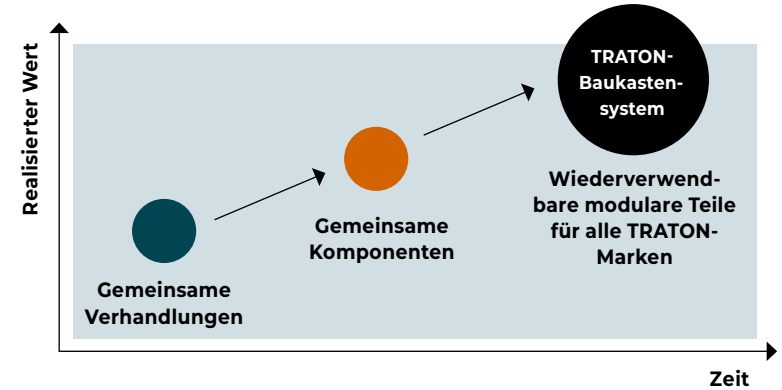 Realisierter Wert
TRATON-
Baukasten-
system
Wiederverwend-
bare modulare Teile
für alle TRATON-
Marken
Gemeinsame
Komponenten
Gemeinsame
Verhandlungen
Zeit